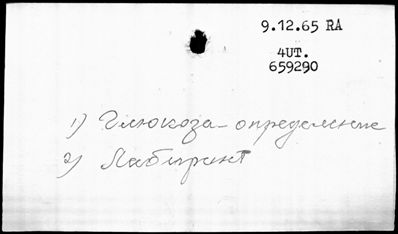 9.12.65 RA
4UT.
659290
1) Глюкоза - определение
2) Лабиринт